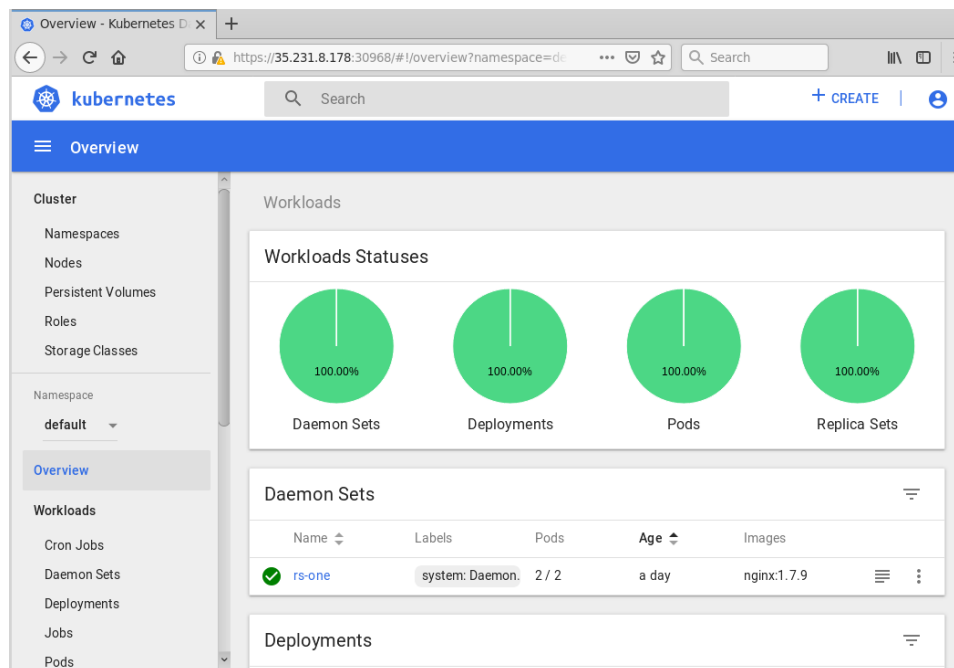 Overview - Kubernetes D
https://35.231.8.178:30968/#!/overview?namespace=de
Search
kubernetes
Search
+ CREATE
Overview
Cluster
Namespaces
Nodes
Persistent Volumes
Roles
Storage Classes
Namespace
default
Overview
Workloads
Cron Jobs
Daemon Sets
Deployments
Jobs
Pods
Workloads
Workloads Statuses
100.00% 100.00% 100.00% 100.00%
Daemon Sets Deployments Pods Replica Sets
Daemon Sets
Name Labels Pods Age Images
rs-one system: Daemon. 2 / 2 a day nginx:1.7.9
Deployments